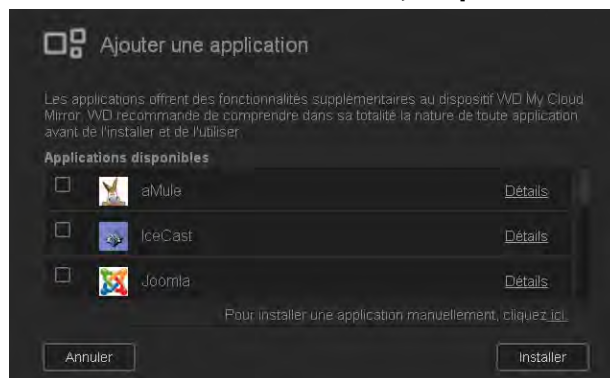 Ajouter une application
Les applications offrent des fonctionnalités supplémentaires au dispositif WD My Cloud
Mirror. WD recommande de comprendre dans sa totalité la nature de toute application
avant de l'installer et de l'utiliser.
Applications disponibles
aMule Détails
IceCast Détails
Joomla Détails
Pour installer une application manuellement, cliquez ici.
Annuler Installer